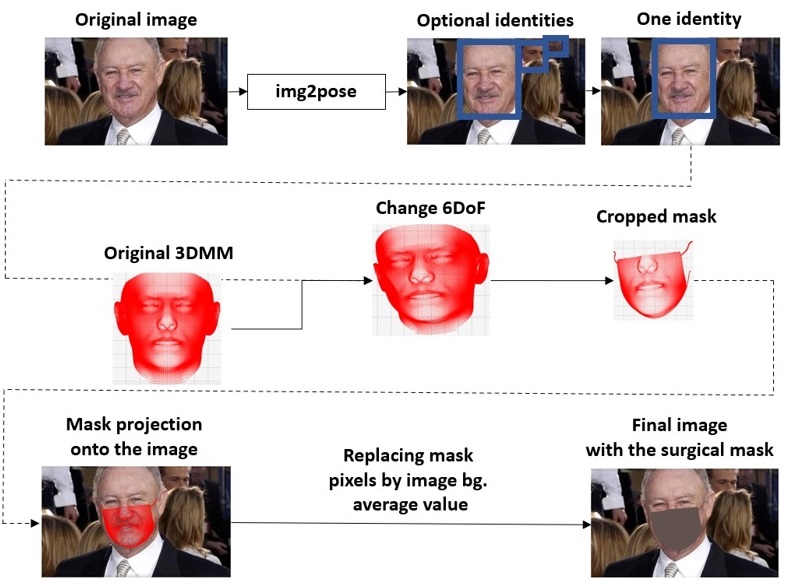 Original image
Optional identities
One identity
img2pose
Change 6DoF
Cropped mask
Original 3DMM
Mask projection
onto the image
Replacing mask
pixels by image bg.
average value
Final image
with the surgical mask